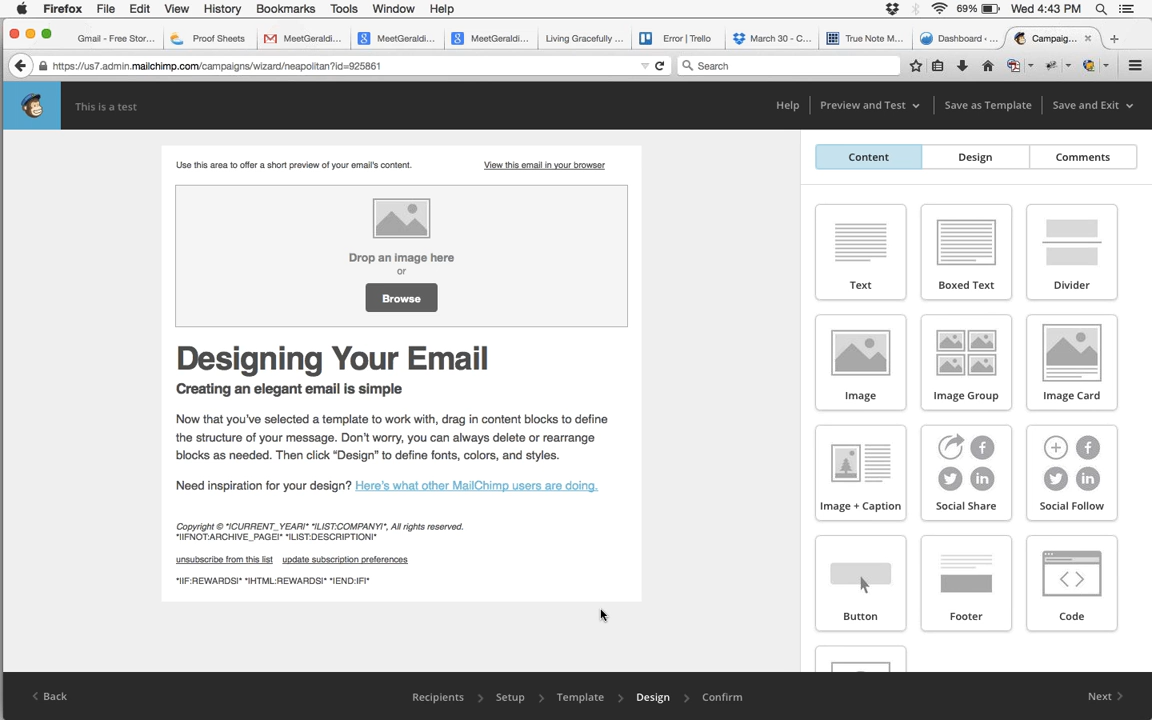 Firefox File Edit View History Bookmarks Tools Window Help 69% Wed 4:43 PM
Gmail - Free Stor... Proof Sheets MeetGeraldi... MeetGeraldi... MeetGeraldi... Living Gracefully ... Error | Trello March 30 - C... True Note M... Dashboard ‹ ... Campaig...
https://us7.admin.mailchimp.com/campaigns/wizard/neapolitan?id=925861 Search
This is a test Help Preview and Test Save as Template Save and Exit
Use this area to offer a short preview of your email's content. View this email in your browser
Drop an image here
or
Browse
Designing Your Email
Creating an elegant email is simple
Now that you've selected a template to work with, drag in content blocks to define
the structure of your message. Don't worry, you can always delete or rearrange
blocks as needed. Then click “Design” to define fonts, colors, and styles.
Need inspiration for your design? Here's what other MailChimp users are doing.
Copyright © *|CURRENT_YEAR|* *|LIST:COMPANY|*, All rights reserved.
*|IFNOT:ARCHIVE_PAGE|* *|LIST:DESCRIPTION|*
unsubscribe from this list update subscription preferences
*|IF:REWARDS|* *|HTML:REWARDS|* *|END:IF|*
Content Design Comments
Text Boxed Text Divider
Image Image Group Image Card
Image + Caption Social Share Social Follow
Button Footer Code
Back Recipients Setup Template Design Confirm Next